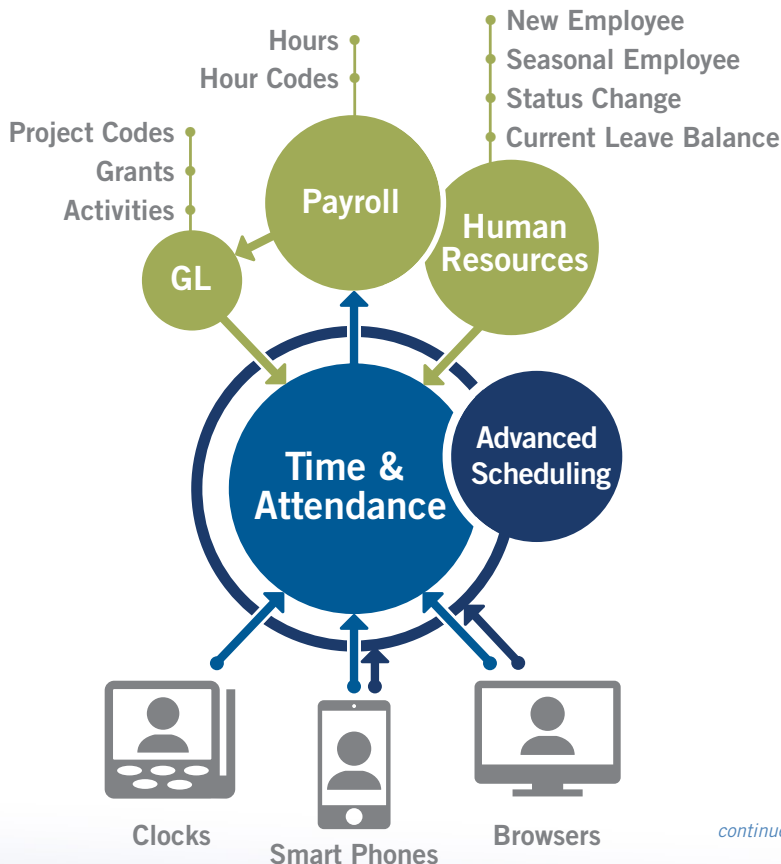 New Employee
Hours
Seasonal Employee
Hour Codes
Status Change
Project Codes
Current Leave Balance
Grants
Activities
Payroll
Human
Resources
GL
Advanced
Scheduling
Time &
Attendance
Clocks
Smart Phones
Browsers
continue